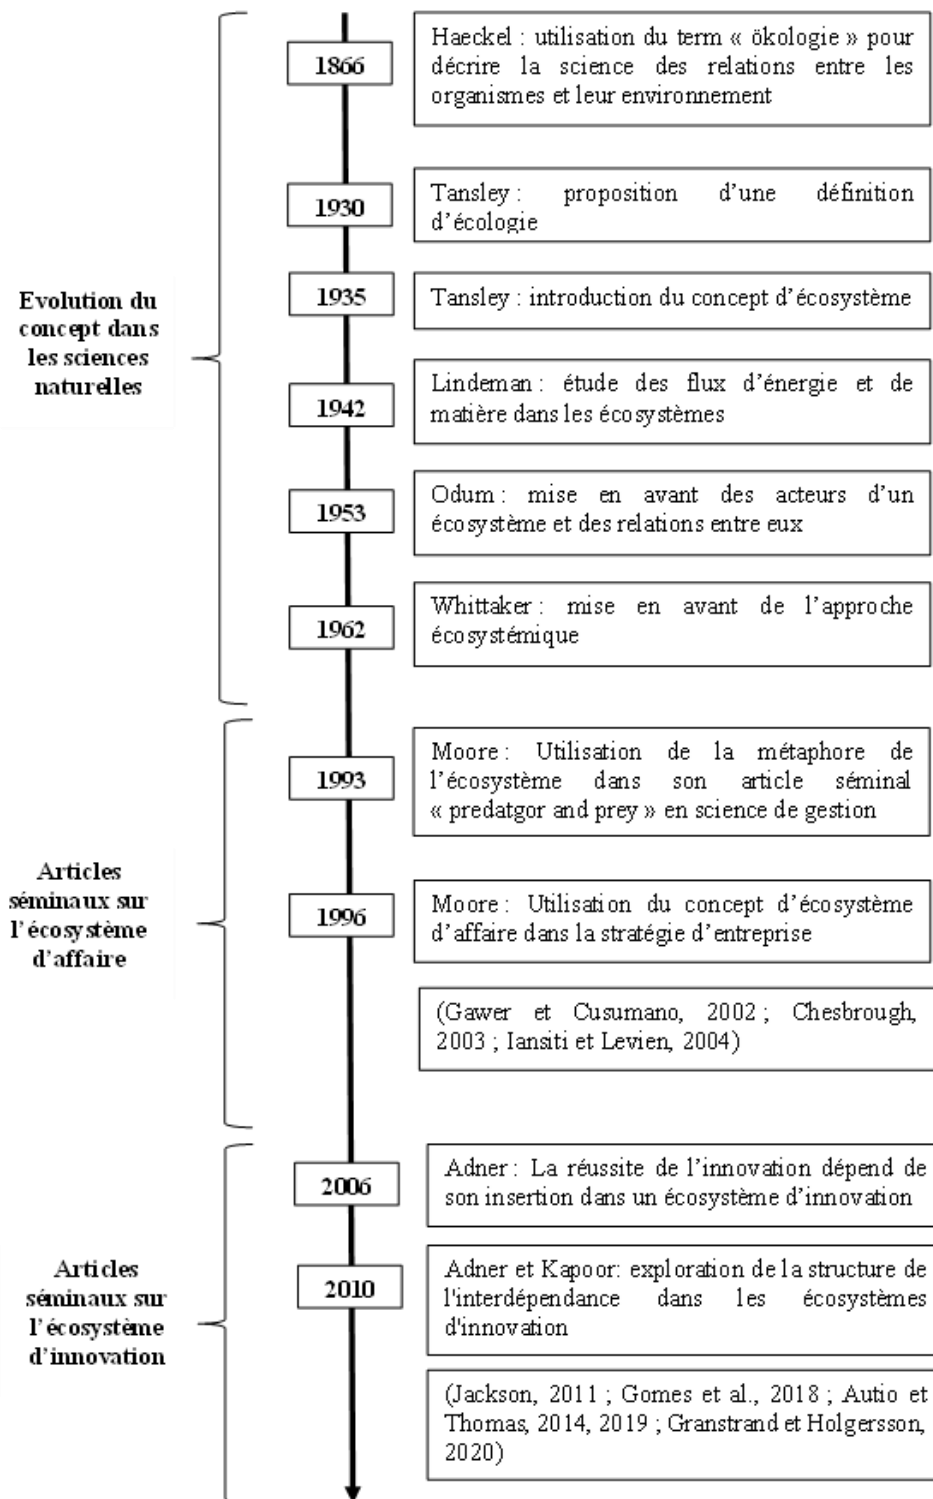 1866
Haeckel : utilisation du term « ökologie » pour
décrire la science des relations entre les
organismes et leur environnement
1930
Tansley : proposition d’une définition
d’écologie
Evolution du
concept dans
les sciences
naturelles
1935
Tansley : introduction du concept d’écosystème
1942
Lindeman : étude des flux d’énergie et de
matière dans les écosystèmes
1953
Odum : mise en avant des acteurs d’un
écosystème et des relations entre eux
1962
Whittaker : mise en avant de l’approche
écosystémique
1993
Moore : Utilisation de la métaphore de
l’écosystème dans son article séminal
« predatgor and prey » en science de gestion
Articles
séminaux sur
l’écosystème
d’affaire
1996
Moore : Utilisation du concept d’écosystème
d’affaire dans la stratégie d’entreprise
(Gawer et Cusumano, 2002 ; Chesbrough,
2003 ; Iansiti et Levien, 2004)
2006
Adner : La réussite de l’innovation dépend de
son insertion dans un écosystème d’innovation
Articles
séminaux sur
l’écosystème
d’innovation
2010
Adner et Kapoor: exploration de la structure de
l'interdépendance dans les écosystèmes
d'innovation
(Jackson, 2011 ; Gomes et al., 2018 ; Autio et
Thomas, 2014, 2019 ; Granstrand et Holgersson,
2020)